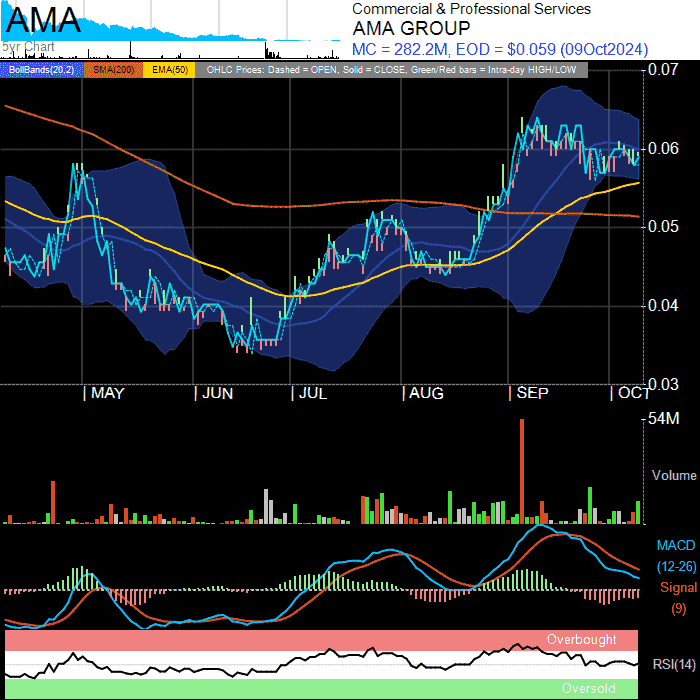 AMA
5yr Chart
Commercial & Professional Services
AMA GROUP
MC = 282.2M, EOD = $0.059 (09Oct2024)
BollBands(20,2) SMA(200) EMA(50) OHLC Prices: Dashed = OPEN, Solid = CLOSE, Green/Red bars = Intra-day HIGH/LOW
0.07
0.06
0.05
0.04
0.03
MAY JUN JUL AUG SEP OCT
54M
Volume
MACD
(12-26)
Signal
(9)
Overbought
RSI(14)
Oversold